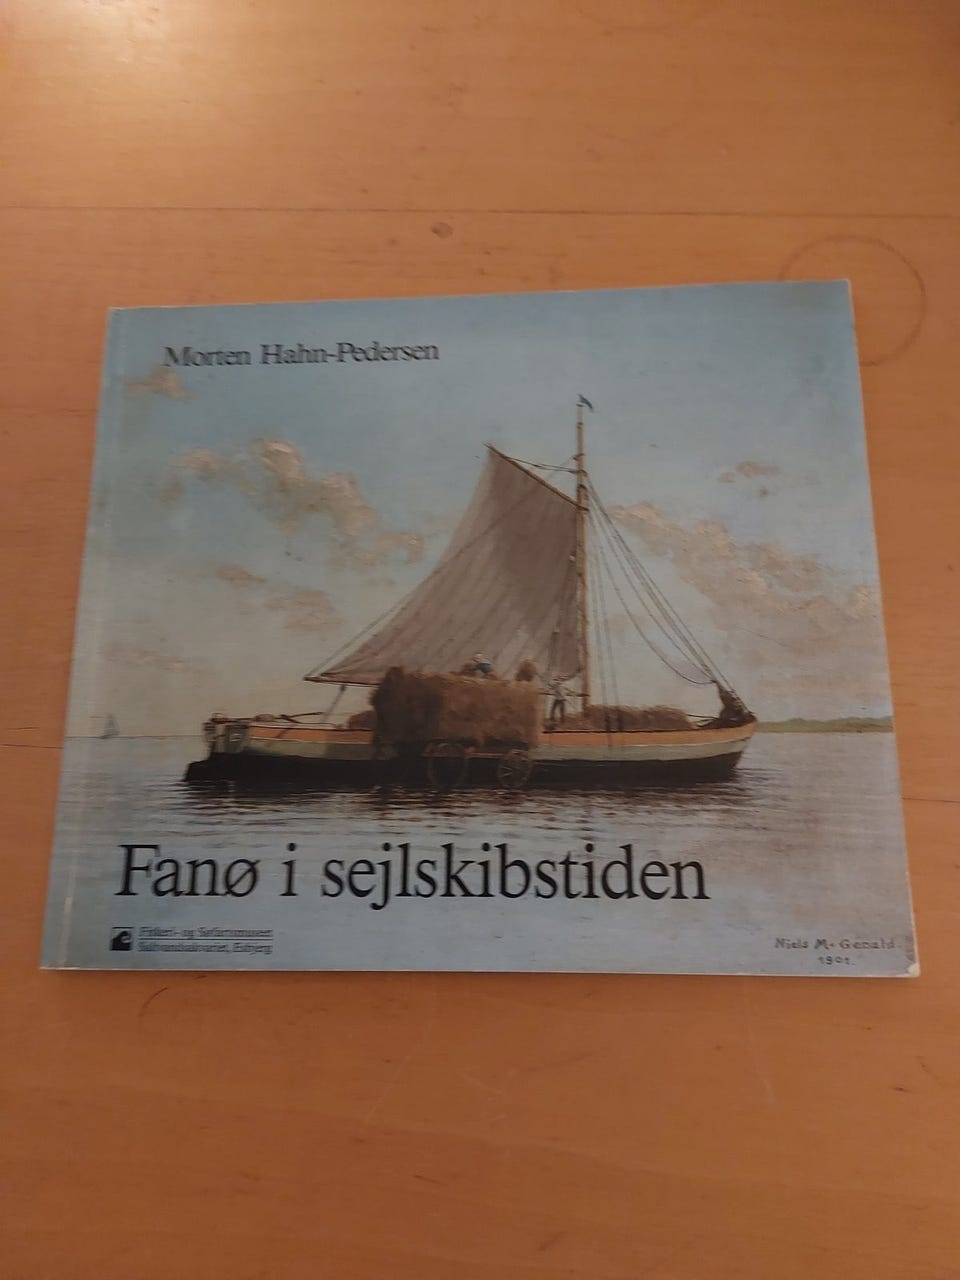 Morten Hahn-Pedersen
Fanø i sejlskibstiden
Fiskeri- og Søfartsmuseet
Saltvandsakvariet, Esbjerg
Niels M. Gerald
1901.